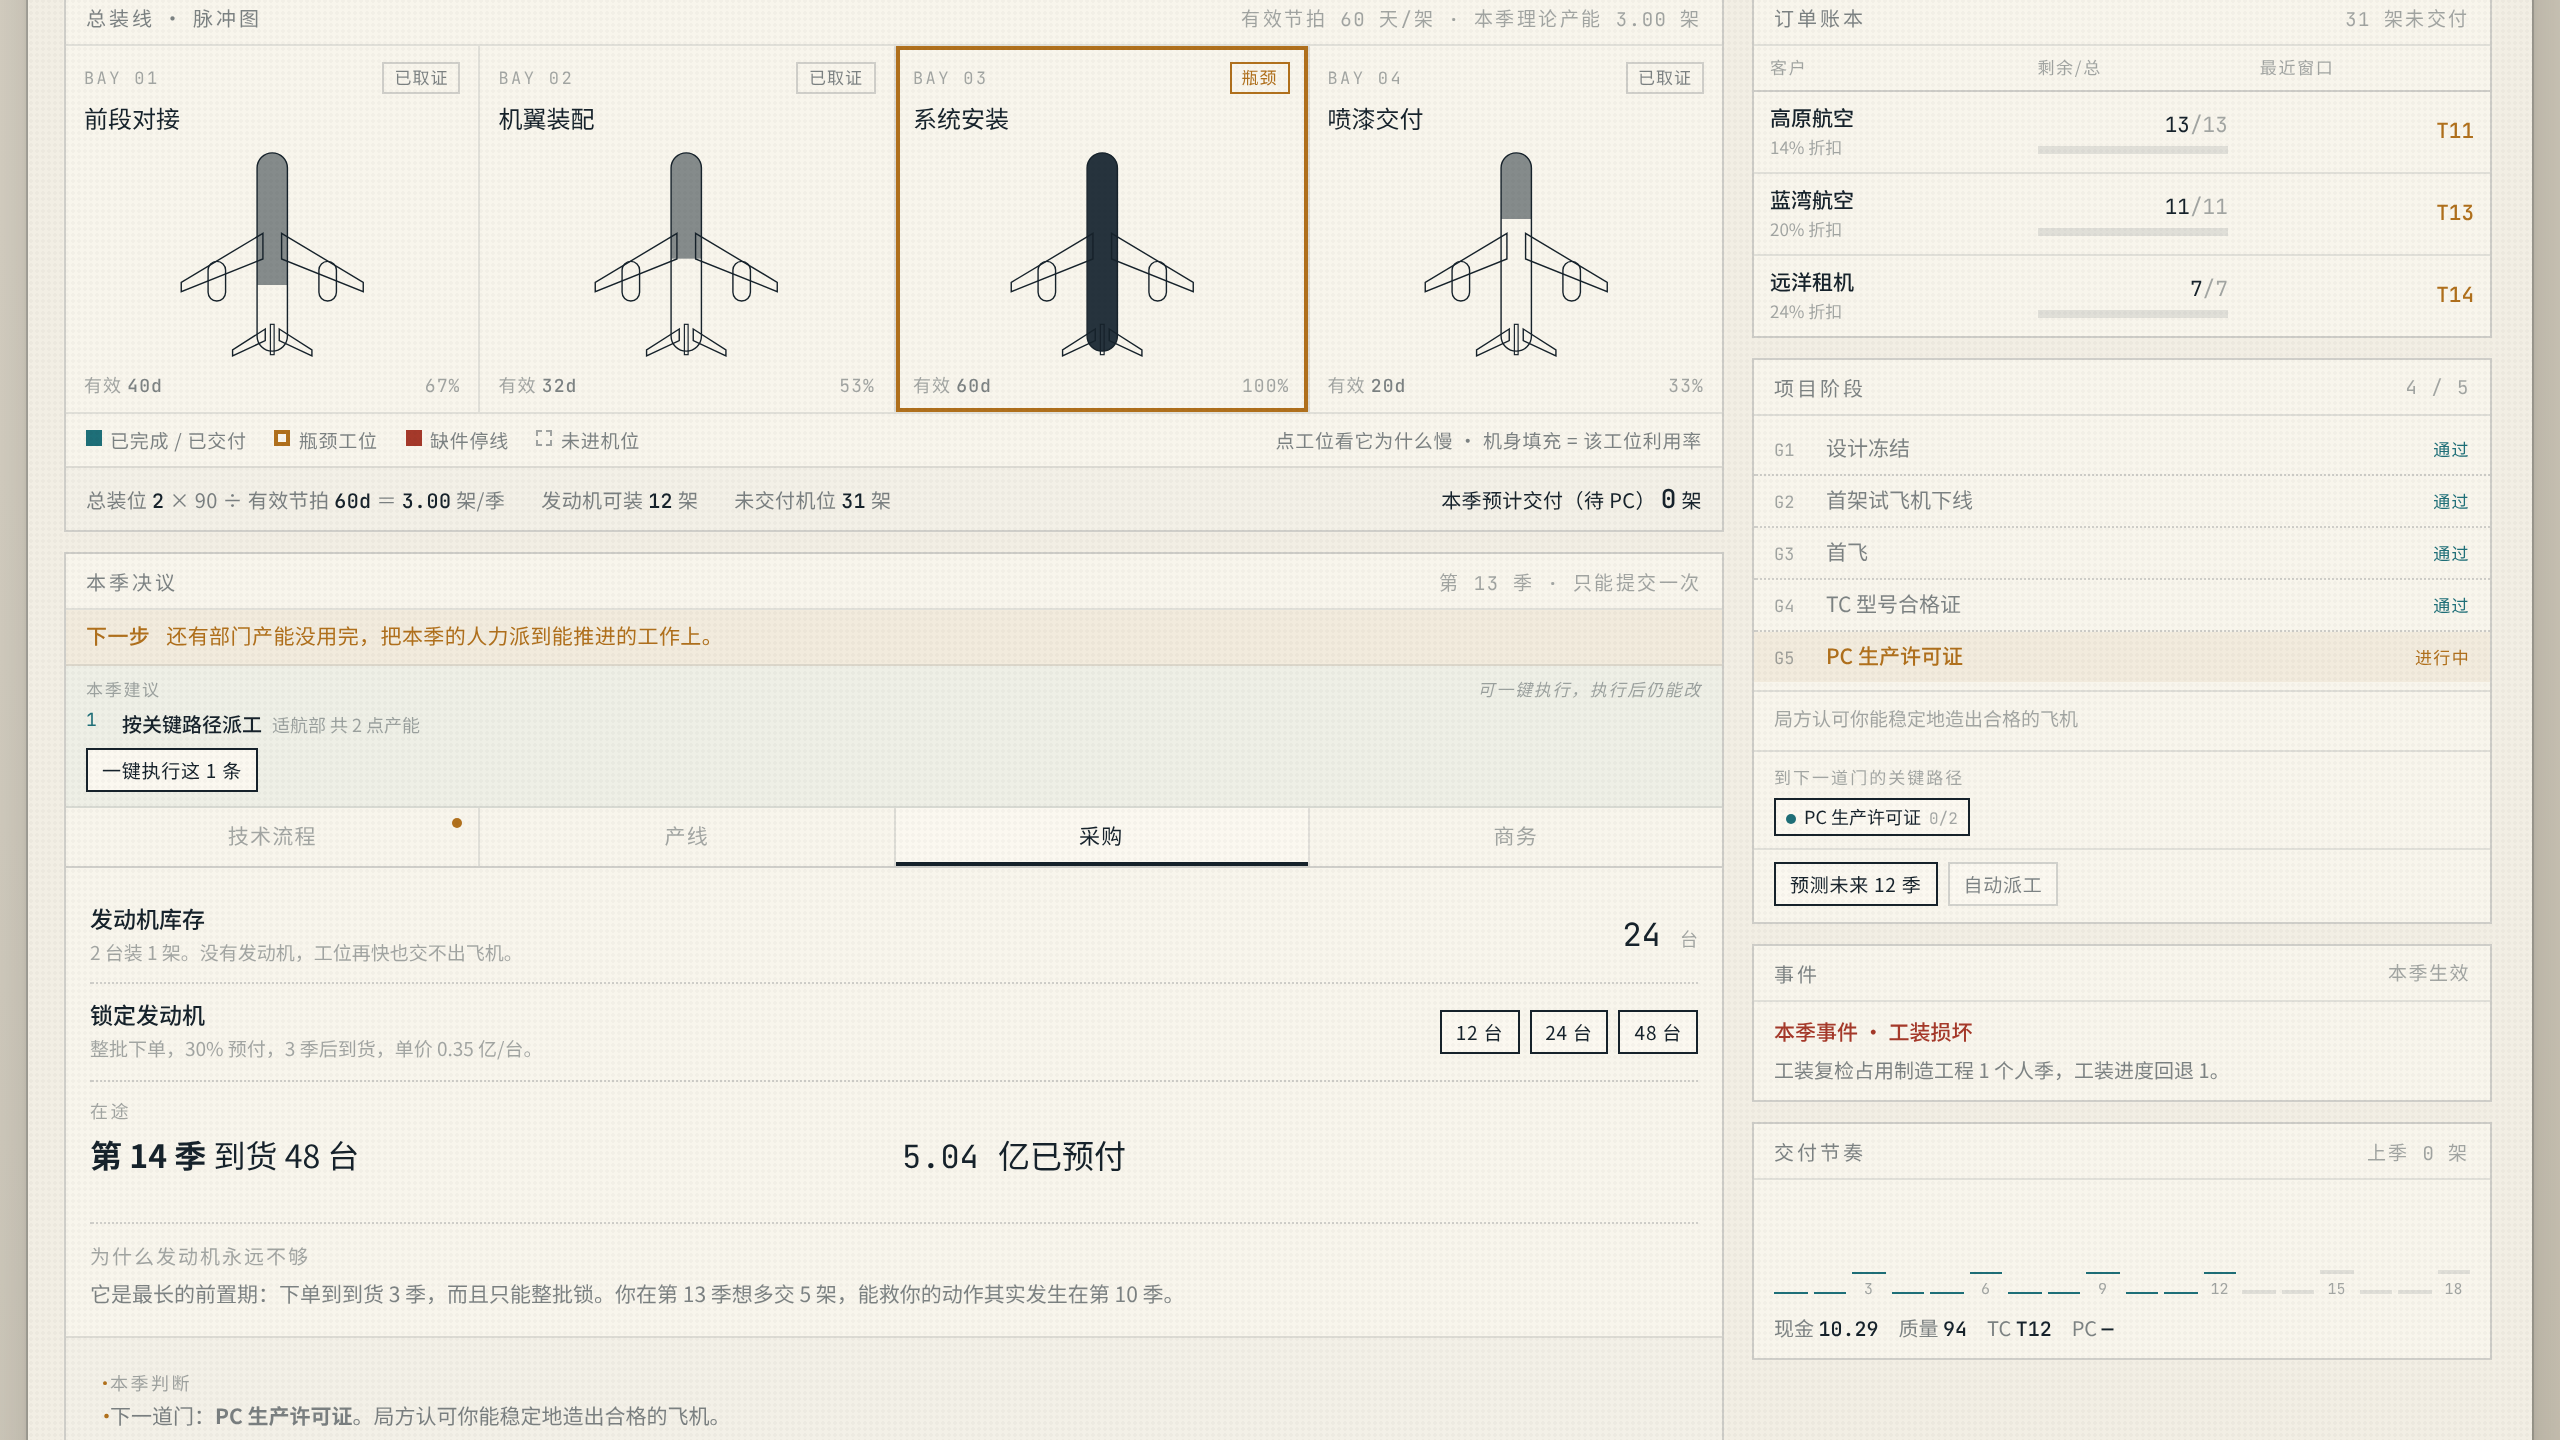 总装线 · 脉冲图
有效节拍 60 天/架 · 本季理论产能 3.00 架
BAY 01
已取证
前段对接
有效 40d
67%
BAY 02
已取证
机翼装配
有效 32d
53%
BAY 03
瓶颈
系统安装
有效 60d
100%
BAY 04
已取证
喷漆交付
有效 20d
33%
已完成 / 已交付
瓶颈工位
缺件停线
未进机位
点工位看它为什么慢 · 机身填充 = 该工位利用率
总装位 2 × 90 ÷ 有效节拍 60d = 3.00 架/季
发动机可装 12 架
未交付机位 31 架
本季预计交付（待 PC） 0 架
本季决议
第 13 季 · 只能提交一次
下一步 还有部门产能没用完，把本季的人力派到能推进的工作上。
本季建议
可一键执行，执行后仍能改
1 按关键路径派工 适航部 共 2 点产能
一键执行这 1 条
技术流程
产线
采购
商务
发动机库存
2 台装 1 架。没有发动机，工位再快也交不出飞机。
24 台
锁定发动机
整批下单，30% 预付，3 季后到货，单价 0.35 亿/台。
12 台
24 台
48 台
在途
第 14 季 到货 48 台
5.04 亿已预付
为什么发动机永远不够
它是最长的前置期：下单到到货 3 季，而且只能整批锁。你在第 13 季想多交 5 架，能救你的动作其实发生在第 10 季。
·本季判断
·下一道门：PC 生产许可证。局方认可你能稳定地造出合格的飞机。
订单账本
31 架未交付
客户
剩余/总
最近窗口
高原航空
14% 折扣
13/13
T11
蓝湾航空
20% 折扣
11/11
T13
远洋租机
24% 折扣
7/7
T14
项目阶段
4 / 5
G1 设计冻结 通过
G2 首架试飞机下线 通过
G3 首飞 通过
G4 TC 型号合格证 通过
G5 PC 生产许可证 进行中
局方认可你能稳定地造出合格的飞机
到下一道门的关键路径
PC 生产许可证 0/2
预测未来 12 季
自动派工
事件
本季生效
本季事件 · 工装损坏
工装复检占用制造工程 1 个人季，工装进度回退 1。
交付节奏
上季 0 架
3 6 9 12 15 18
现金 10.29 质量 94 TC T12 PC —